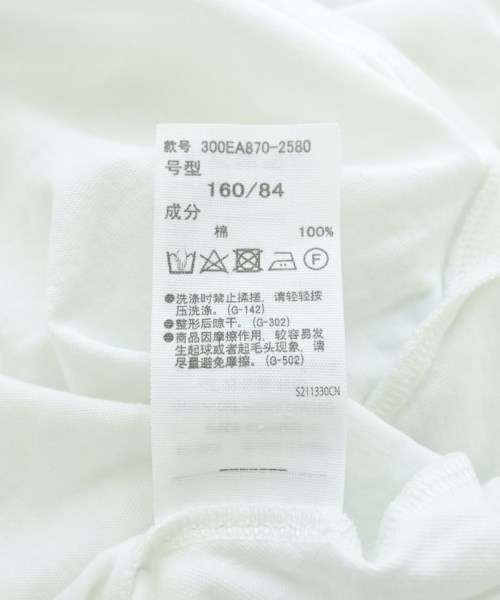 款号 300EA870-2580
号型
160/84
成分
棉 100%
F
●洗涤时禁止揉搓，请轻轻按
压洗涤。(G-142)
●整形后晾干。(G-302)
●商品因摩擦作用，较容易发
生起球或者起毛头现象，请
尽量避免摩擦。(G-502)
S211330CN